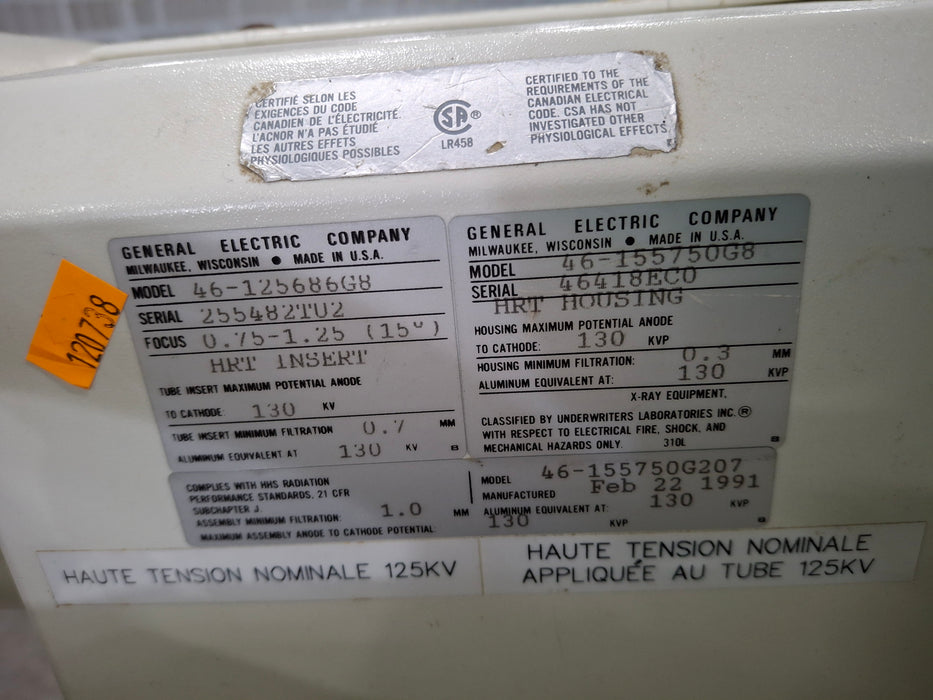 CERTIFIÉ SELON LES
EXIGENCES DU CODE
CANADIEN DE L'ÉLECTRICITÉ.
L'ACNOR N'A PAS ÉTUDIÉ
LES AUTRES EFFETS
PHYSIOLOGIQUES POSSIBLES
SA ®
LR458
CERTIFIED TO THE
REQUIREMENTS OF THE
CANADIAN ELECTRICAL
CODE. CSA HAS NOT
INVESTIGATED OTHER
PHYSIOLOGICAL EFFECTS
120738
GENERAL ELECTRIC COMPANY
MILWAUKEE, WISCONSIN ● MADE IN U.S.A.
MODEL 46-125686G8
SERIAL 255482TU2
FOCUS 0.75-1.25 (15°)
HRT INSERT
TUBE INSERT MAXIMUM POTENTIAL ANODE
TO CATHODE: 130 KV
TUBE INSERT MINIMUM FILTRATION 0.7 MM
ALUMINUM EQUIVALENT AT 130 KV
GENERAL ELECTRIC COMPANY
MILWAUKEE, WISCONSIN ● MADE IN U.S.A.
MODEL 46-155750G8
SERIAL 46418EC0
HRT HOUSING
HOUSING MAXIMUM POTENTIAL ANODE
TO CATHODE: 130 KVP
HOUSING MINIMUM FILTRATION: 0.3 MM
ALUMINUM EQUIVALENT AT: 130 KVP
X-RAY EQUIPMENT,
CLASSIFIED BY UNDERWRITERS LABORATORIES INC.®
WITH RESPECT TO ELECTRICAL FIRE, SHOCK, AND
MECHANICAL HAZARDS ONLY. 310L
COMPLIES WITH HHS RADIATION
PERFORMANCE STANDARDS, 21 CFR
SUBCHAPTER J.
ASSEMBLY MINIMUM FILTRATION: 1.0 MM
MAXIMUM ASSEMBLY ANODE TO CATHODE POTENTIAL: 130 KVP
MODEL 46-155750G207
MANUFACTURED Feb 22 1991
ALUMINUM EQUIVALENT AT: 130 KVP
HAUTE TENSION NOMINALE 125KV
HAUTE TENSION NOMINALE
APPLIQUÉE AU TUBE 125KV